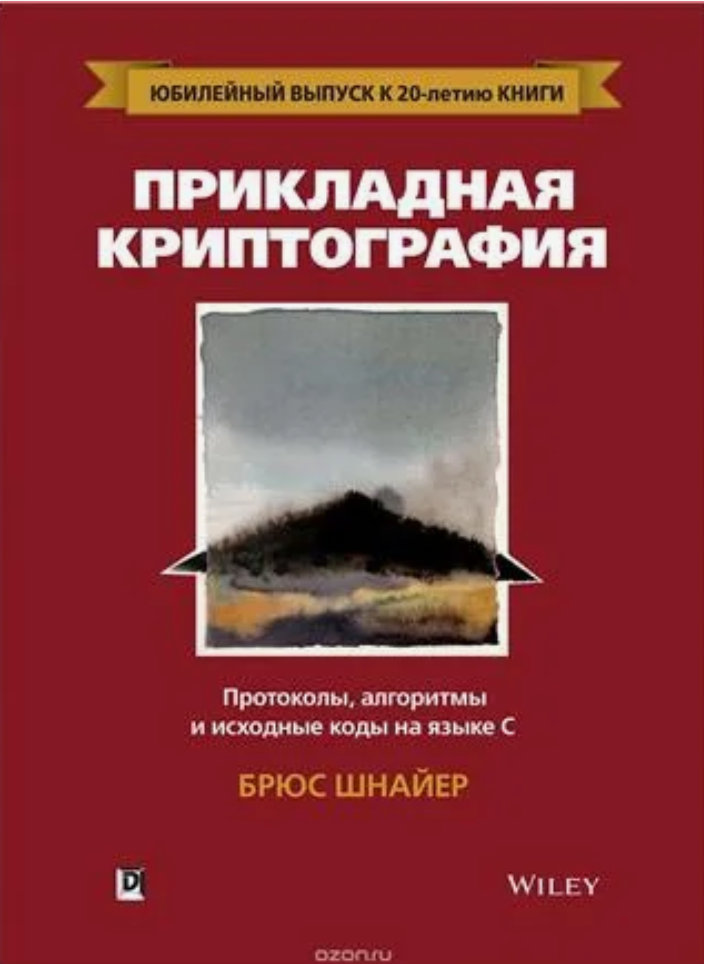 ЮБИЛЕЙНЫЙ ВЫПУСК К 20-летию КНИГИ
ПРИКЛАДНАЯ
КРИПТОГРАФИЯ
Протоколы, алгоритмы
и исходные коды на языке C
БРЮС ШНАЙЕР
D
WILEY
ozon.ru